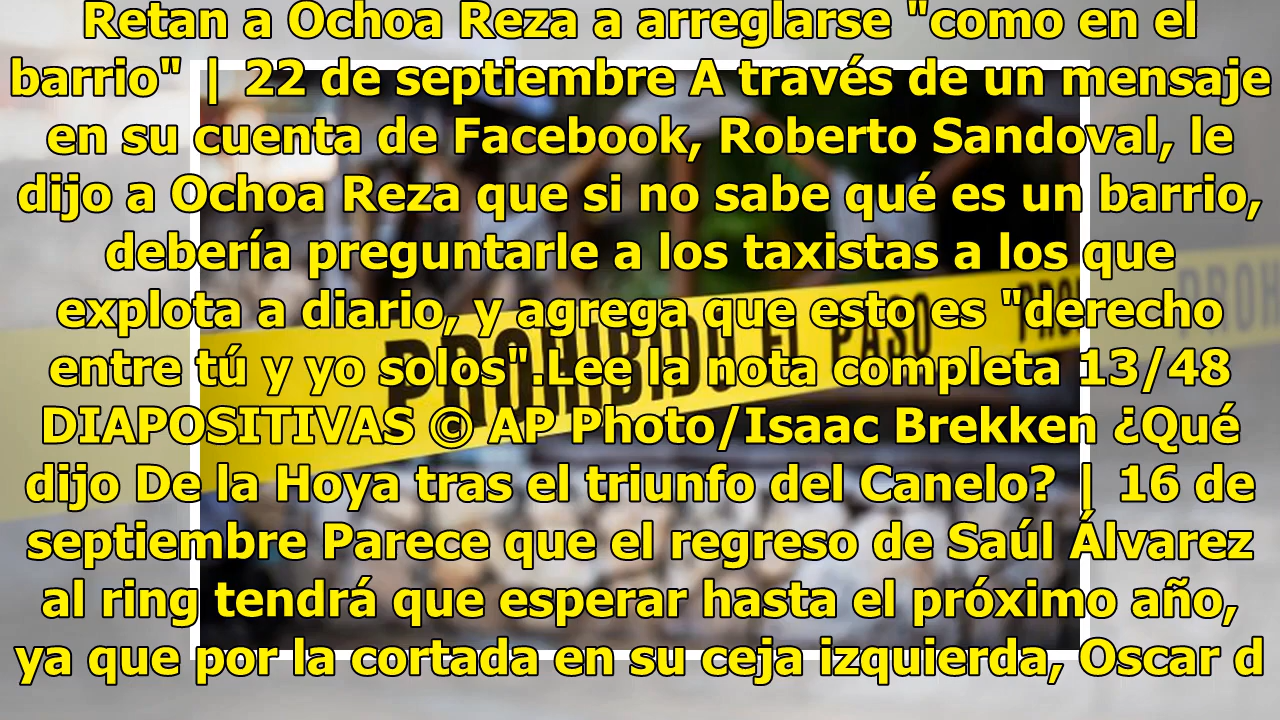 Retan a Ochoa Reza a arreglarse "como en el
barrio" | 22 de septiembre A través de un mensaje
en su cuenta de Facebook, Roberto Sandoval, le
dijo a Ochoa Reza que si no sabe qué es un barrio,
debería preguntarle a los taxistas a los que
explota a diario, y agrega que esto es "derecho
entre tú y yo solos".Lee la nota completa 13/48
DIAPOSITIVAS © AP Photo/Isaac Brekken ¿Qué
dijo De la Hoya tras el triunfo del Canelo? | 16 de
septiembre Parece que el regreso de Saúl Álvarez
al ring tendrá que esperar hasta el próximo año,
ya que por la cortada en su ceja izquierda, Oscar d
PROHIBIDO EL PASO
PROH